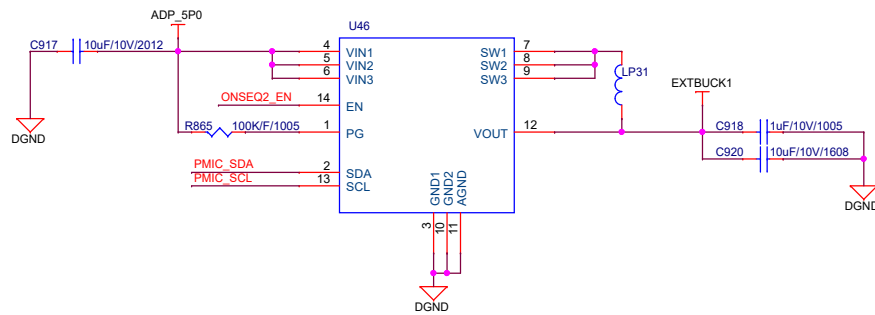 ADP_5P0
U46
C917 10uF/10V/2012
4 VIN1 SW1 7
5 VIN2 SW2 8
6 VIN3 SW3 9
LP31
EXTBUCK1
ONSEQ2_EN 14 EN
R865 100K/F/1005 1 PG VOUT 12
C918 1uF/10V/1005
C920 10uF/10V/1608
PMIC_SDA 2 SDA
PMIC_SCL 13 SCL
GND1 GND2 AGND
3 10 11
DGND
DGND
DGND